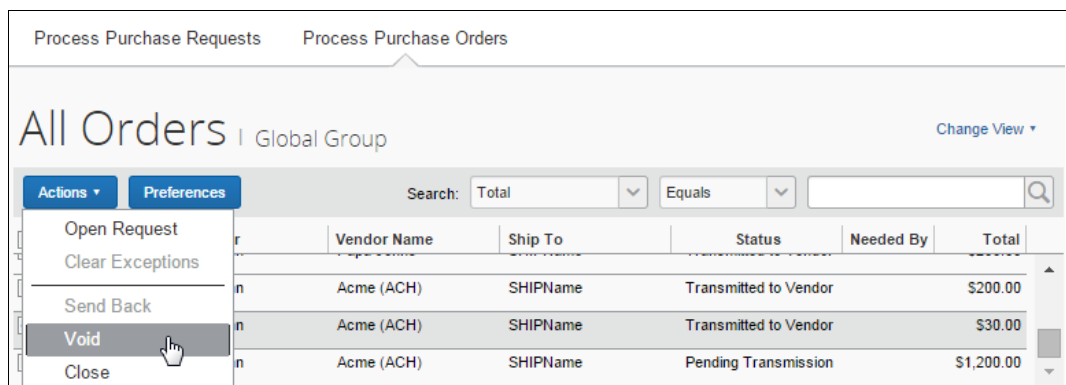 Process Purchase Requests Process Purchase Orders
All Orders | Global Group Change View
Actions Preferences Search: Total Equals
Open Request r Vendor Name Ship To Status Needed By Total
Clear Exceptions
Send Back n Acme (ACH) SHIPName Transmitted to Vendor $200.00
Void n Acme (ACH) SHIPName Transmitted to Vendor $30.00
Close n Acme (ACH) SHIPName Pending Transmission $1,200.00